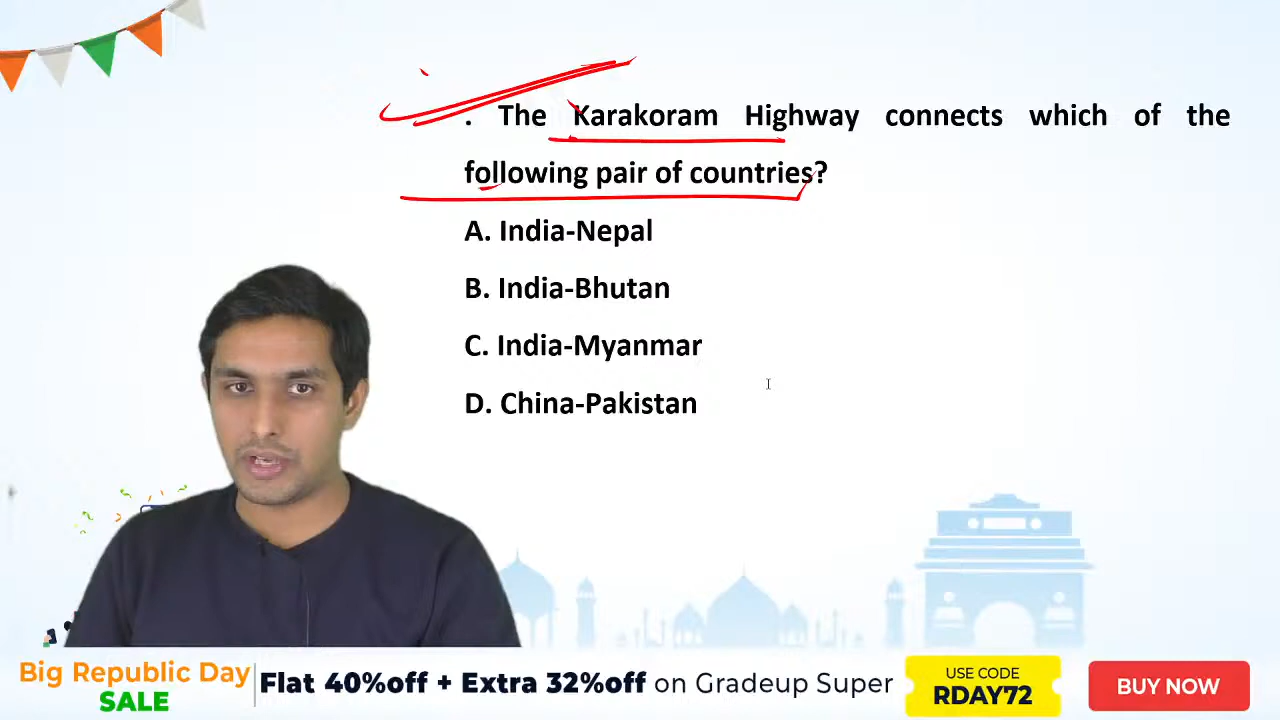 . The Karakoram Highway connects which of the
following pair of countries?
A. India-Nepal
B. India-Bhutan
C. India-Myanmar
D. China-Pakistan
Big Republic Day
SALE
Flat 40%off + Extra 32%off on Gradeup Super
USE CODE
RDAY72
BUY NOW